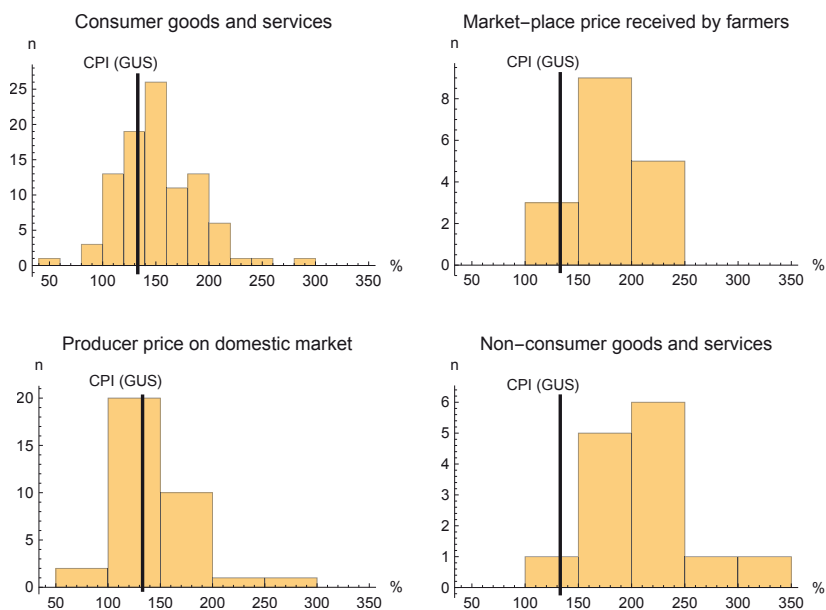 Consumer goods and services
n
CPI (GUS)
25
20
15
10
5
0
50 100 150 200 250 300 350 %
Market-place price received by farmers
n
CPI (GUS)
8
6
4
2
0
50 100 150 200 250 300 350 %
Producer price on domestic market
n
CPI (GUS)
20
15
10
5
0
50 100 150 200 250 300 350 %
Non-consumer goods and services
n
CPI (GUS)
6
5
4
3
2
1
0
50 100 150 200 250 300 350 %